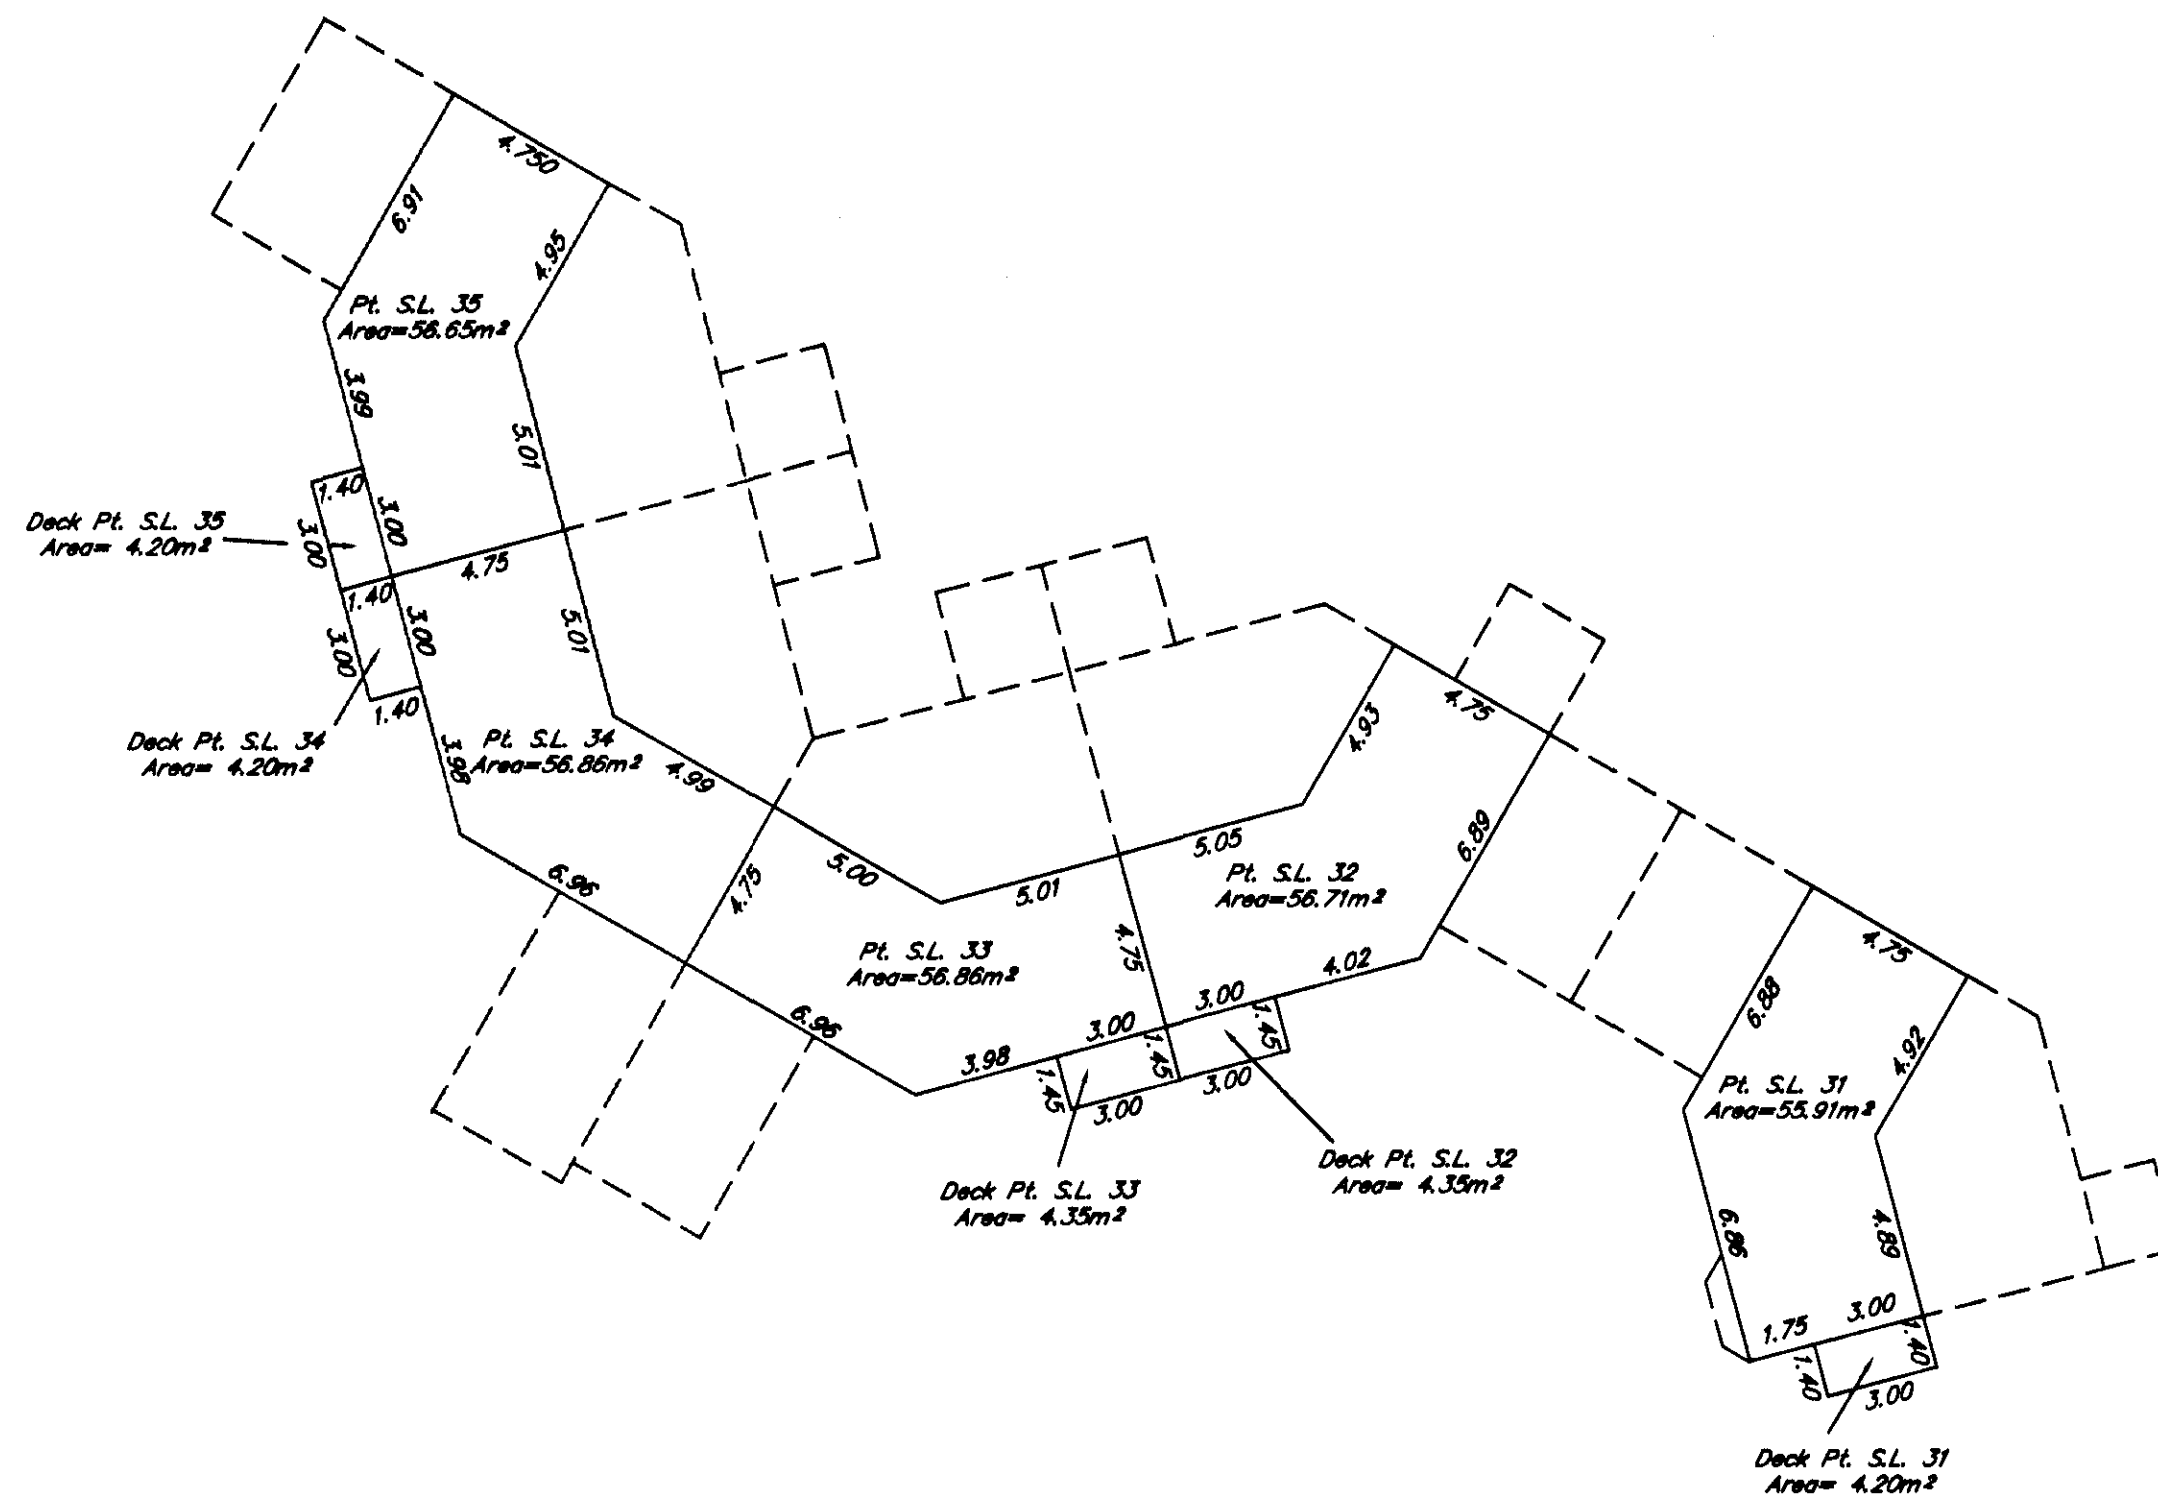 4.750
6.91
4.95
Pt. S.L. 35
Area=56.65m²
3.99
5.01
1.40
3.00
3.00
Deck Pt. S.L. 35
Area= 4.20m²
4.75
1.40
3.00
3.00
5.01
1.40
Deck Pt. S.L. 34
Area= 4.20m²
3.98
Pt. S.L. 34
Area=56.86m²
4.99
6.96
4.75
5.00
5.01
5.05
4.93
4.75
6.89
Pt. S.L. 32
Area=56.71m²
Pt. S.L. 33
Area=56.86m²
4.75
4.02
3.00
6.96
3.00
3.98
1.45
1.45
1.45
3.00
3.00
Deck Pt. S.L. 32
Area= 4.35m²
Deck Pt. S.L. 33
Area= 4.35m²
4.75
6.88
4.92
Pt. S.L. 31
Area=55.91m²
6.86
4.89
3.00
1.75
1.40
1.40
3.00
Deck Pt. S.L. 31
Area= 4.20m²